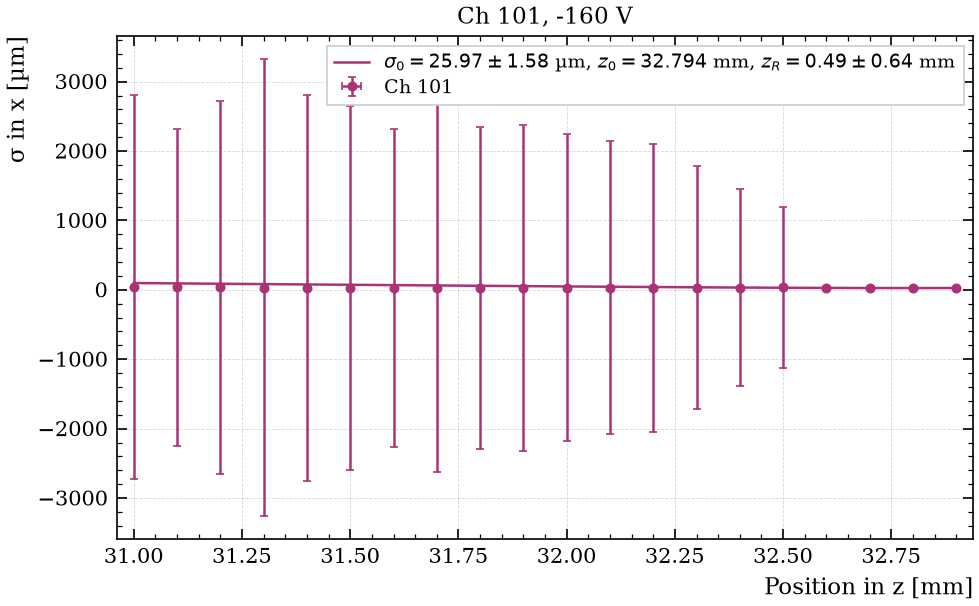 Ch 101, -160 V
σ₀ = 25.97 ± 1.58 µm, z₀ = 32.794 mm, z_R = 0.49 ± 0.64 mm
Ch 101
σ in x [µm]
3000
2000
1000
0
−1000
−2000
−3000
31.00 31.25 31.50 31.75 32.00 32.25 32.50 32.75
Position in z [mm]